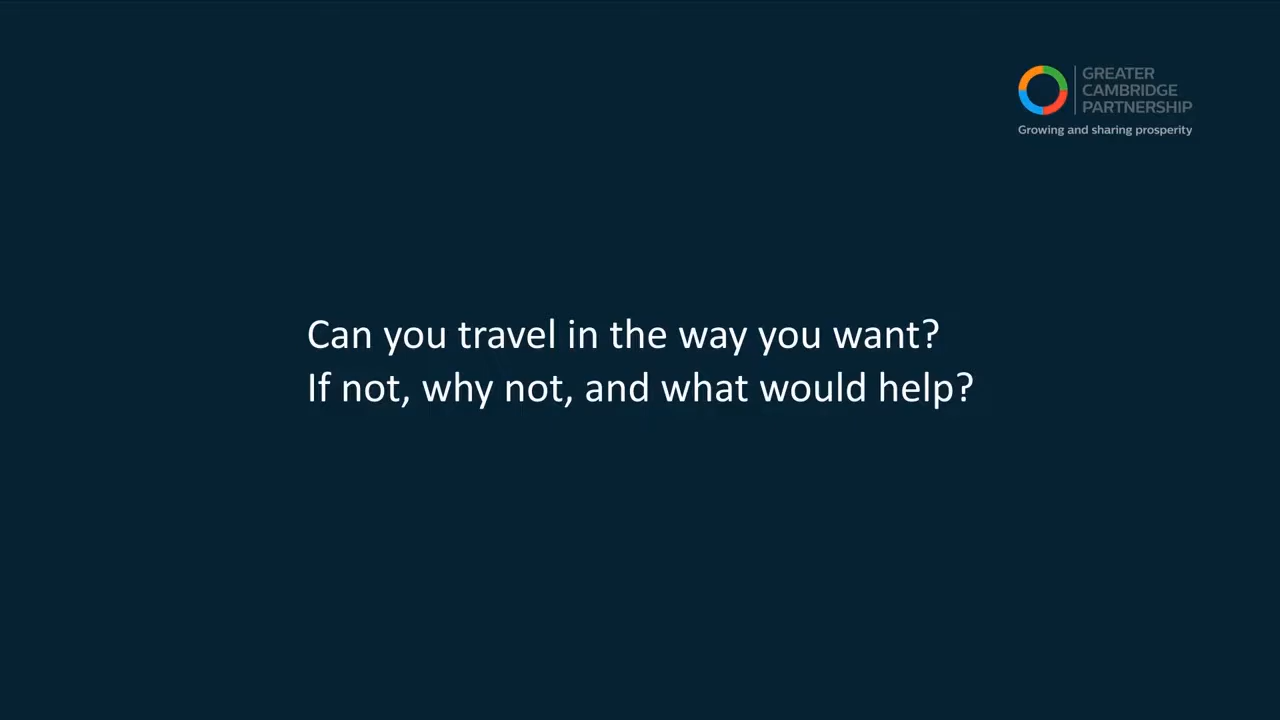 GREATER
CAMBRIDGE
PARTNERSHIP
Growing and sharing prosperity
Can you travel in the way you want?
If not, why not, and what would help?